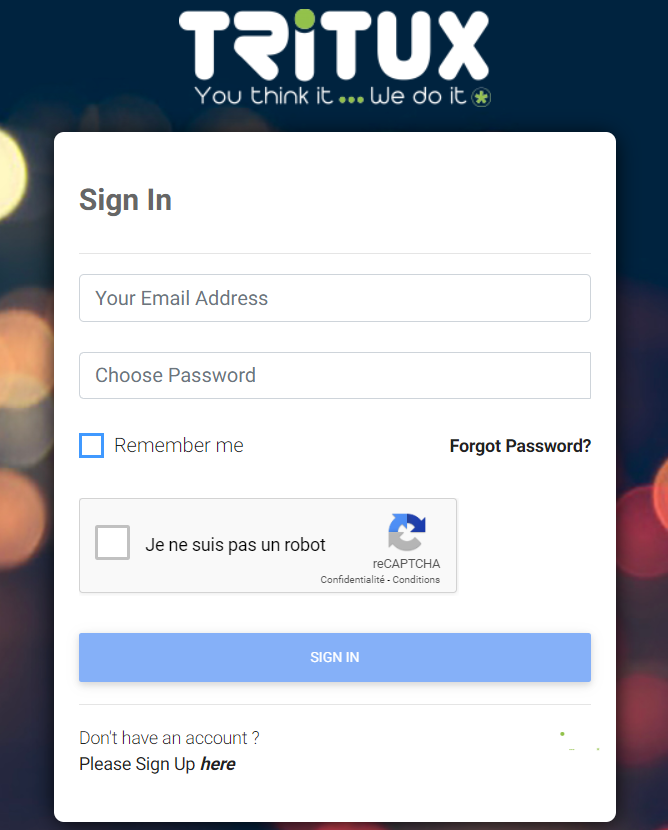 TRiTUX
You think it ... We do it
Sign In
Your Email Address
Choose Password
Remember me
Forgot Password?
Je ne suis pas un robot
reCAPTCHA
Confidentialité - Conditions
SIGN IN
Don't have an account ?
Please Sign Up here